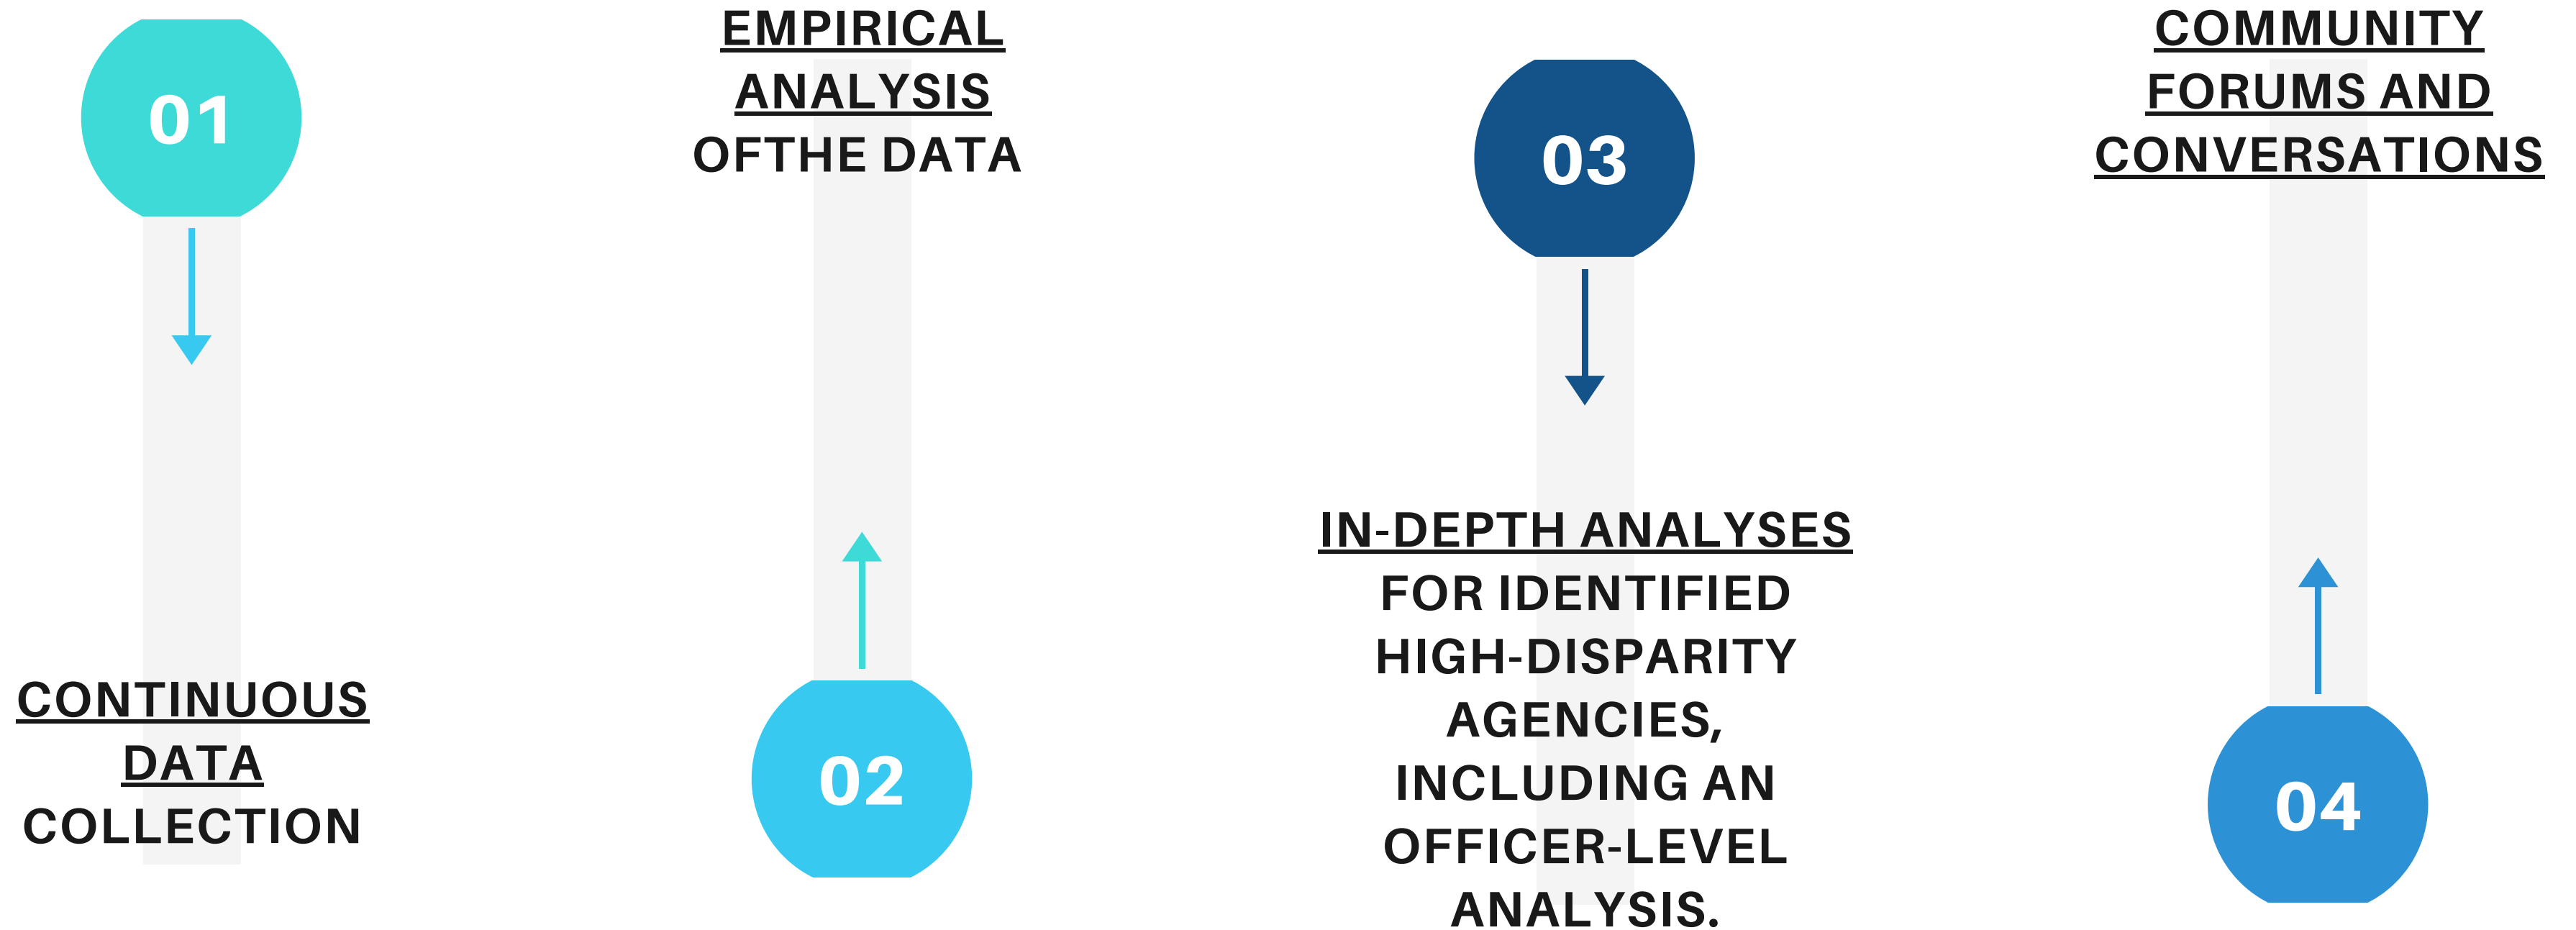 01
CONTINUOUS
DATA
COLLECTION
EMPIRICAL
ANALYSIS
OFTHE DATA
02
03
IN-DEPTH ANALYSES
FOR IDENTIFIED
HIGH-DISPARITY
AGENCIES,
INCLUDING AN
OFFICER-LEVEL
ANALYSIS.
COMMUNITY
FORUMS AND
CONVERSATIONS
04